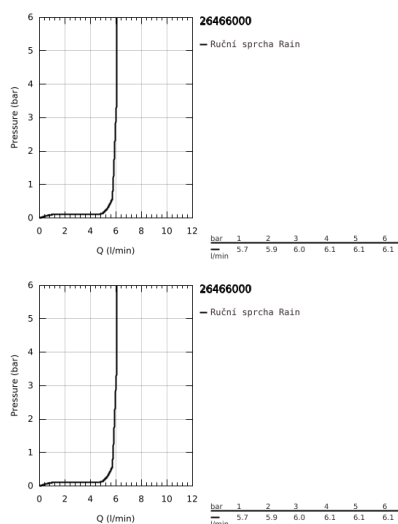 26466000
Ruční sprcha Rain
6
5
4
3
2
1
0
Pressure (bar)
0 2 4 6 8 10 12
Q (l/min)
bar 1 2 3 4 5 6
5.7 5.9 6.0 6.1 6.1 6.1
l/min
26466000
Ruční sprcha Rain
6
5
4
3
2
1
0
Pressure (bar)
0 2 4 6 8 10 12
Q (l/min)
bar 1 2 3 4 5 6
5.7 5.9 6.0 6.1 6.1 6.1
l/min